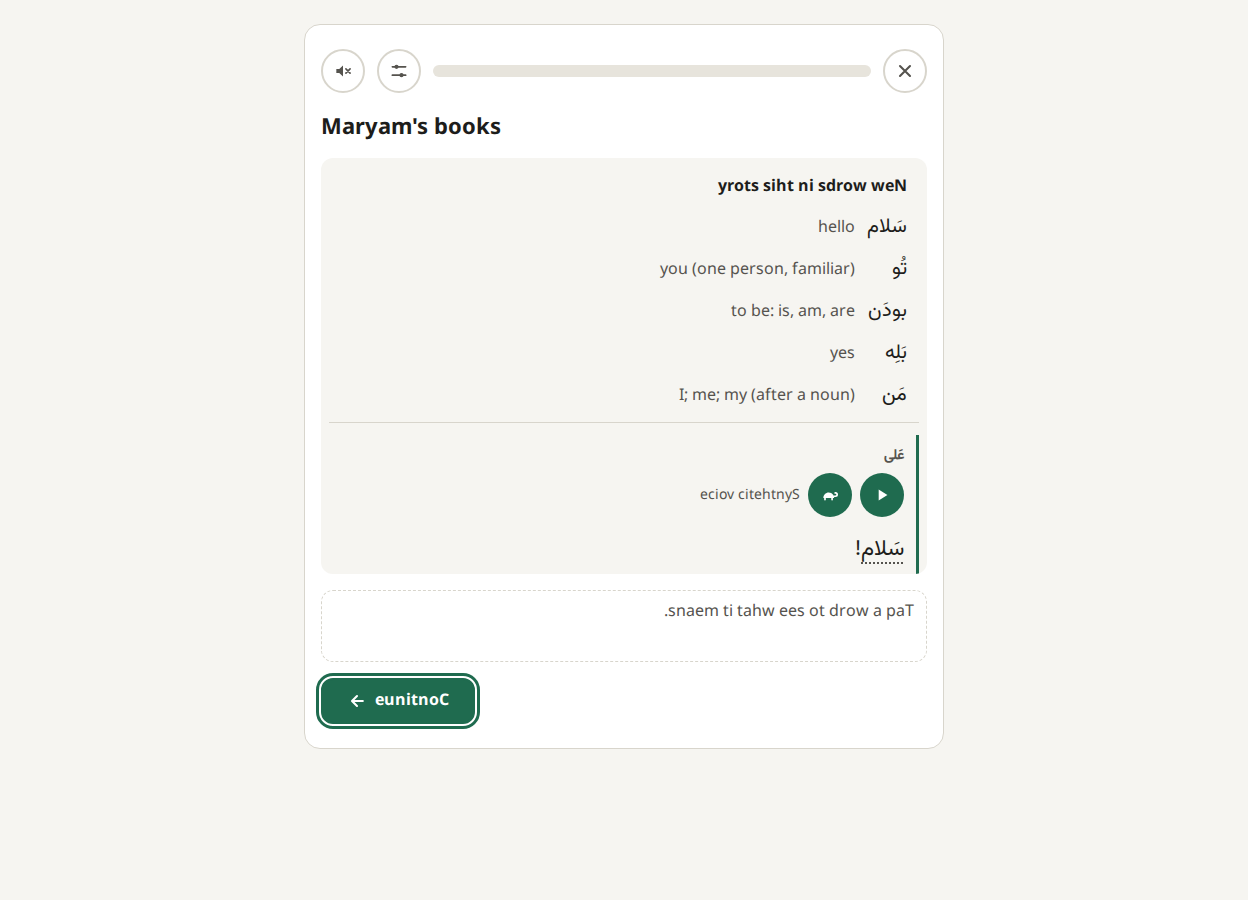 Maryam's books
yrots siht ni sdrow weN
سَلام hello
تُو you (one person, familiar)
بودَن to be: is, am, are
بَلِه yes
مَن I; me; my (after a noun)
عَلی
eciov citehtnyS
سَلام!
.snaem ti tahw ees ot drow a paT
eunitnoC